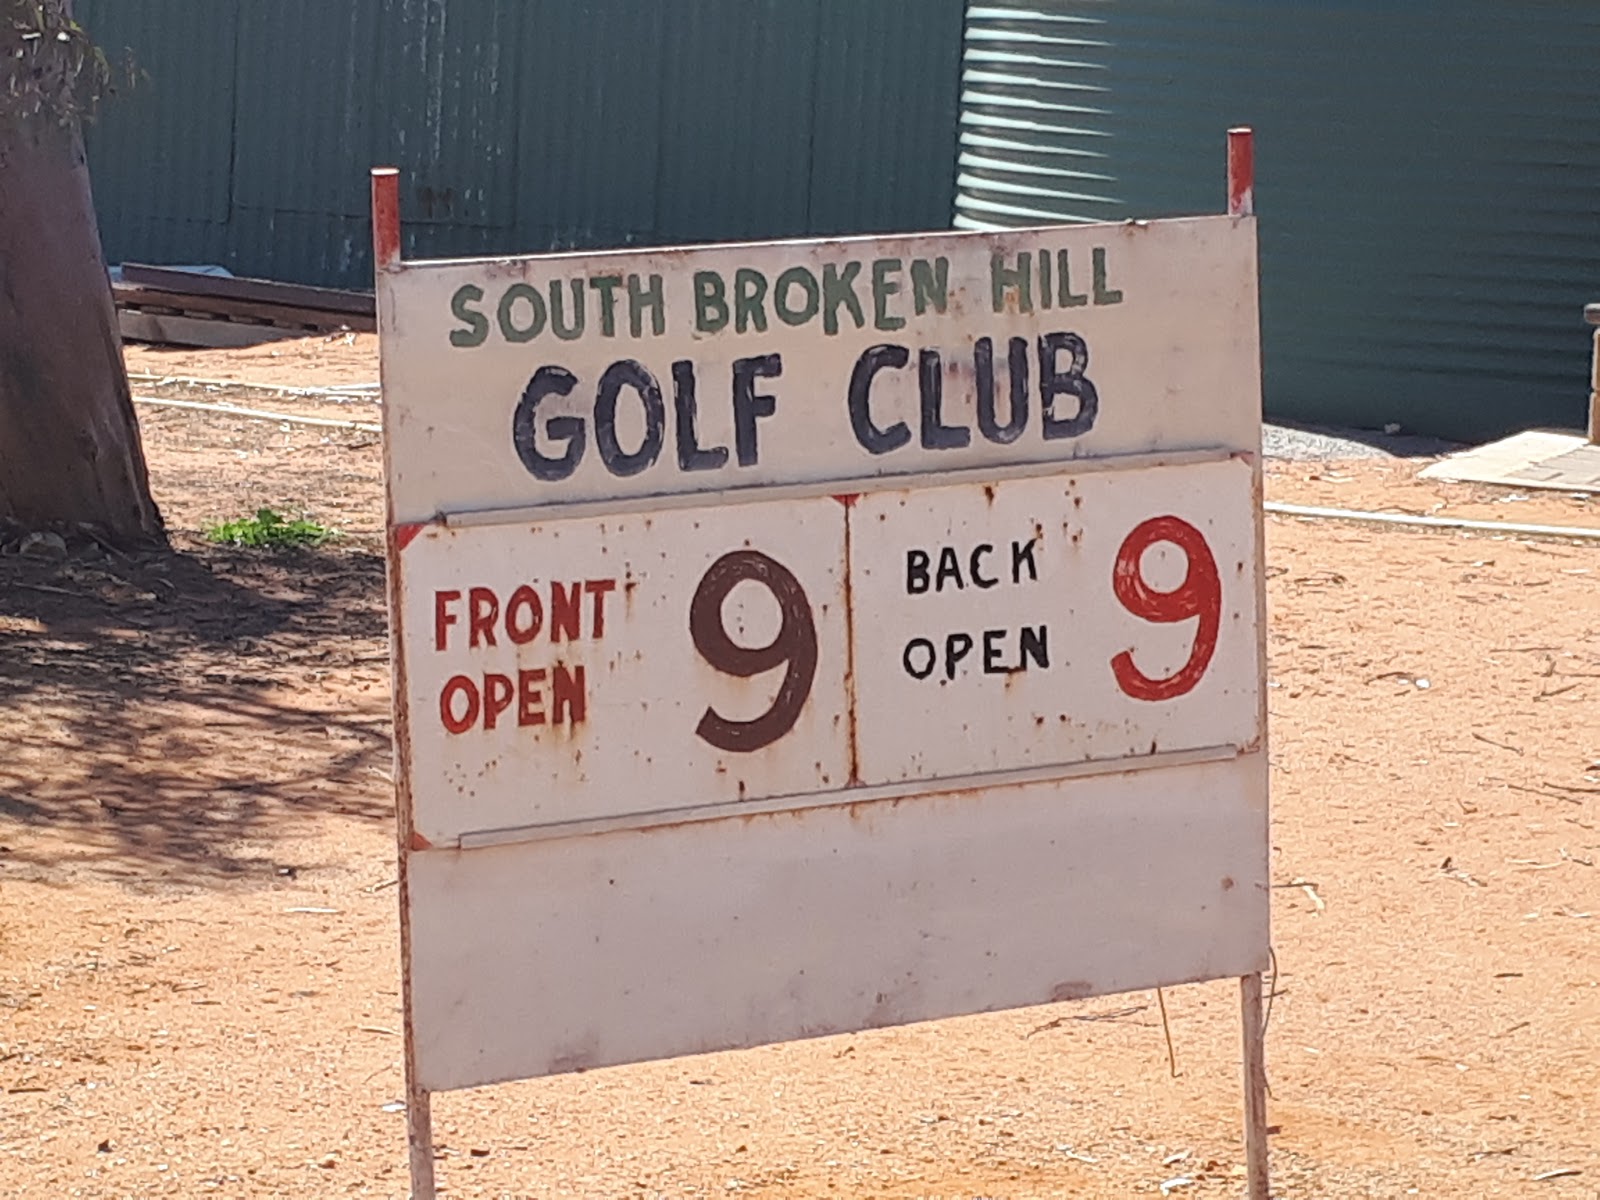 SOUTH BROKEN HILL
GOLF CLUB
FRONT
OPEN
9
BACK
OPEN
9